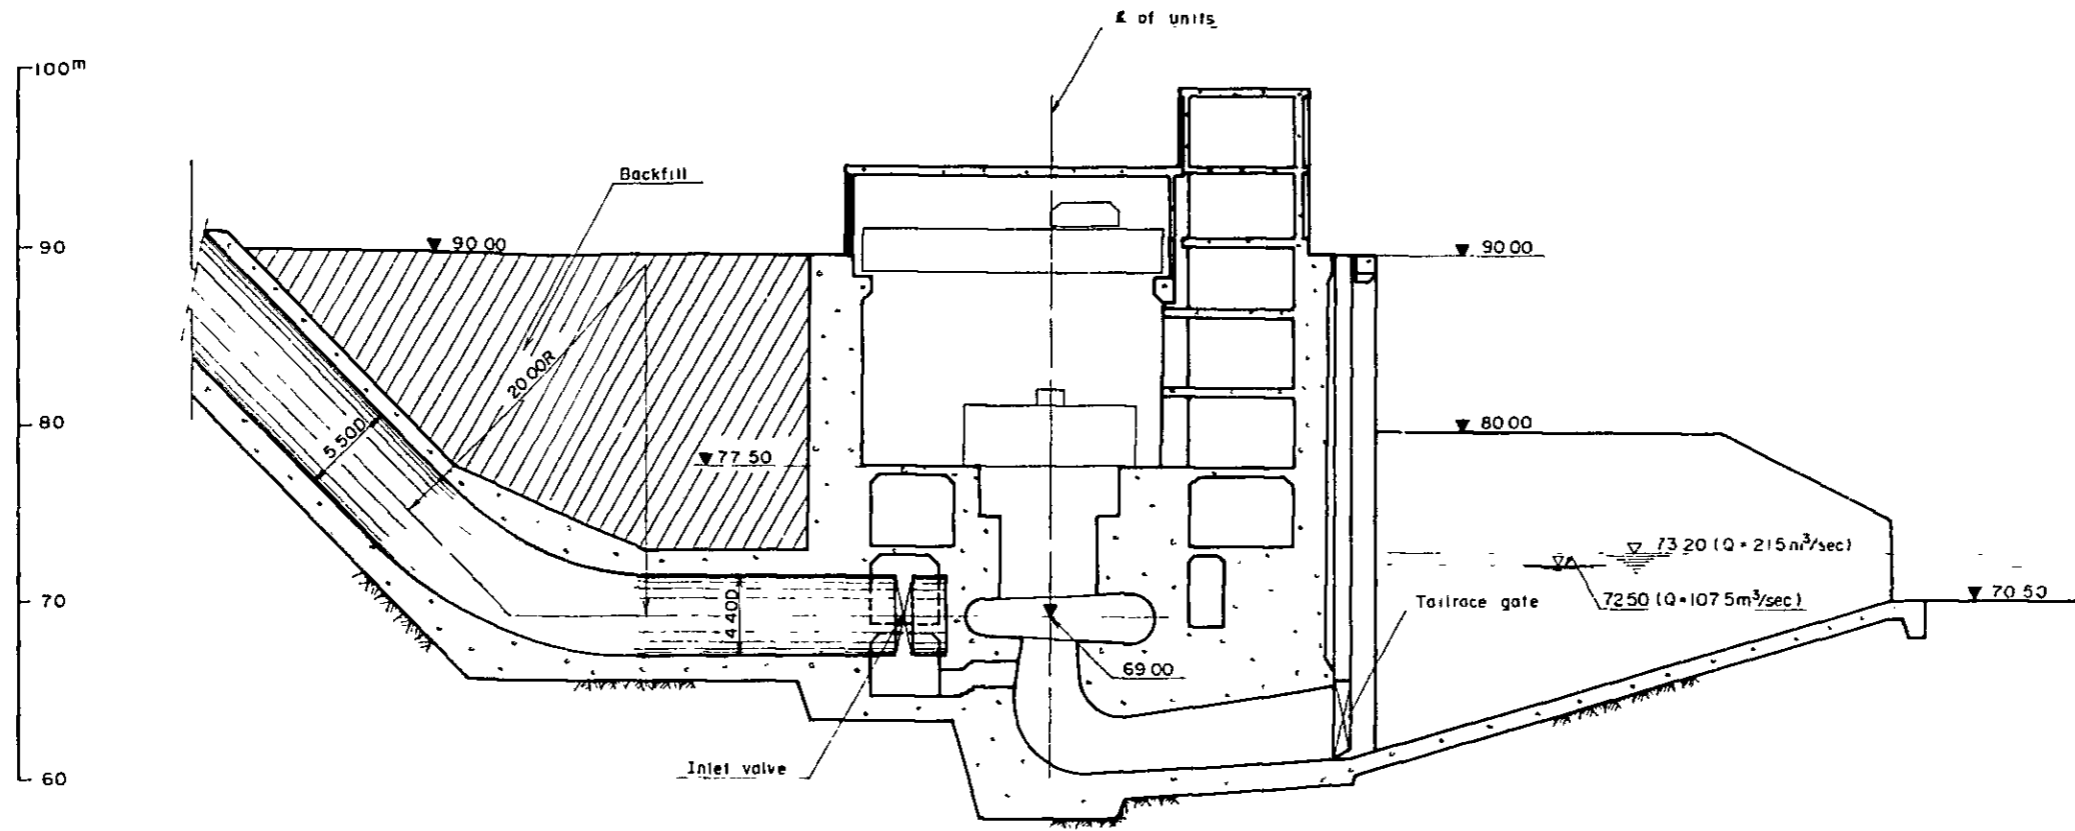 ℄ of units
100m
Backfill
90
90 00
90 00
20 00R
80
80 00
5 500
77 50
73 20 (Q = 215 m³/sec)
70
4 400
Tailrace gate
72 50 (Q = 107 5 m³/sec)
70 50
69 00
Inlet valve
60